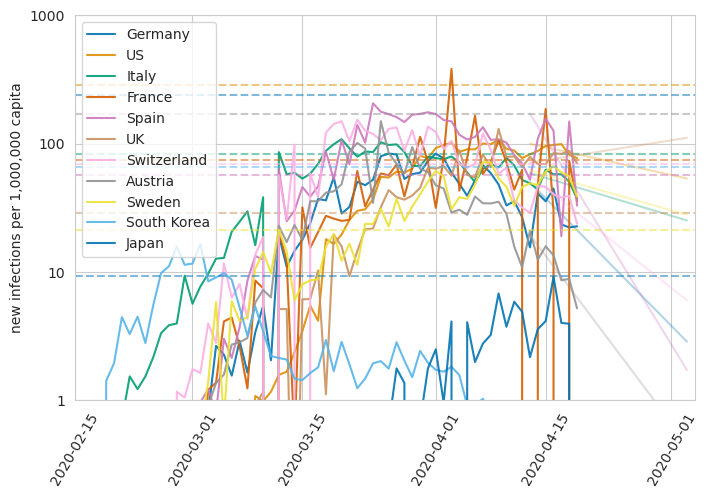 new infections per 1,000,000 capita
1000
100
10
1
Germany
US
Italy
France
Spain
UK
Switzerland
Austria
Sweden
South Korea
Japan
2020-02-15
2020-03-01
2020-03-15
2020-04-01
2020-04-15
2020-05-01